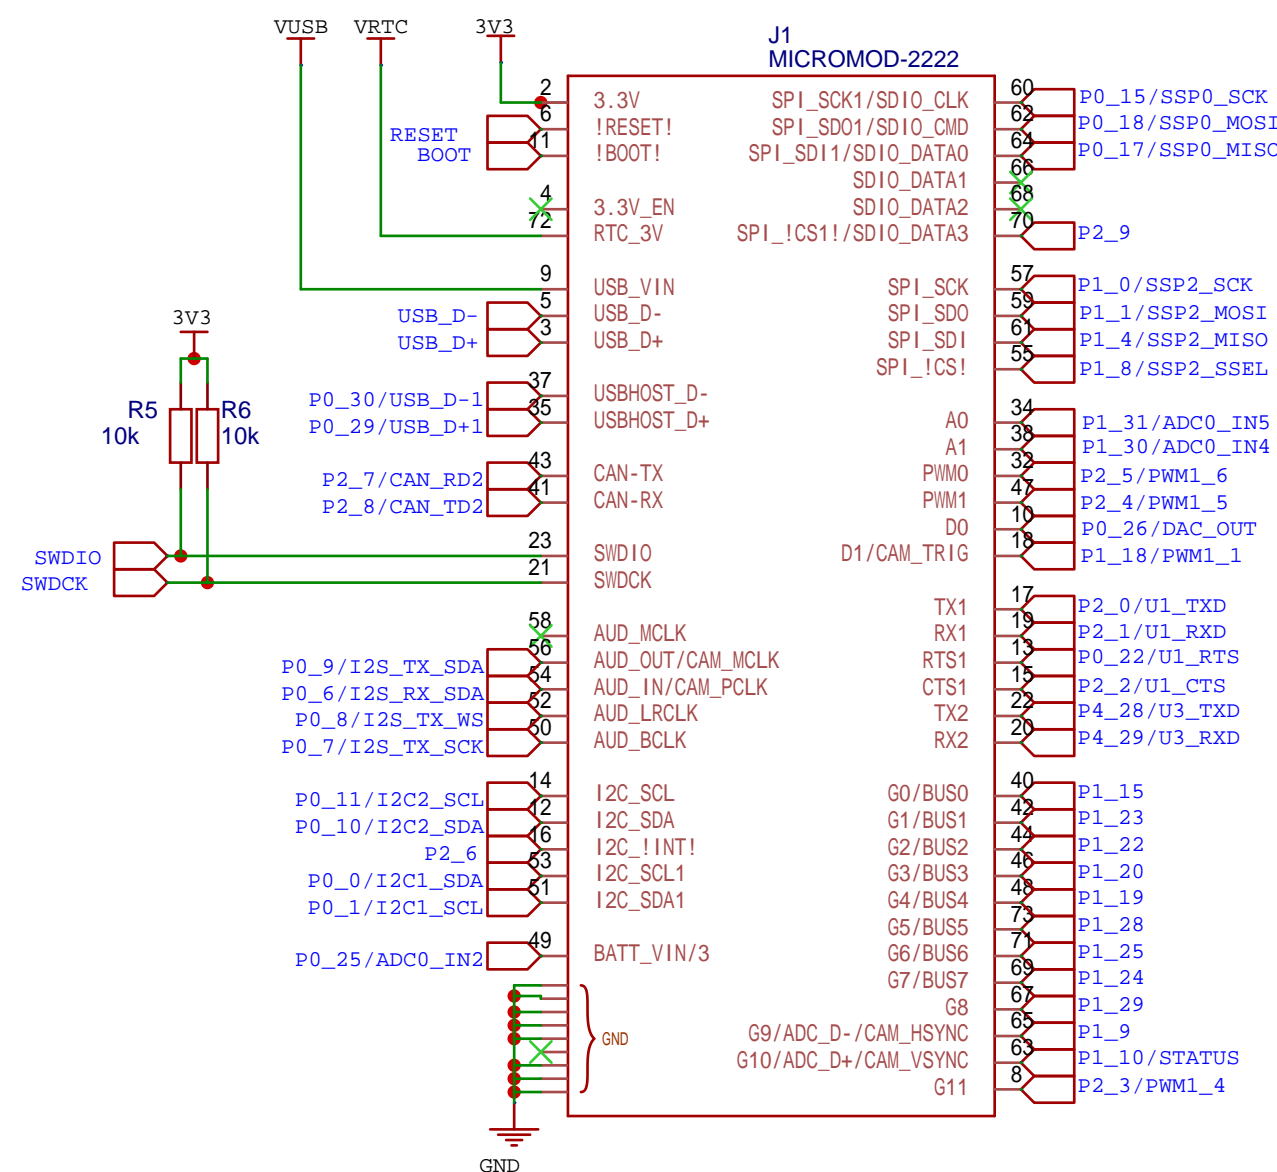 VUSB VRTC 3V3
J1
MICROMOD-2222
2 3.3V SPI_SCK1/SDIO_CLK 60 P0_15/SSP0_SCK
RESET 6 !RESET! SPI_SDO1/SDIO_CMD 62 P0_18/SSP0_MOSI
BOOT 11 !BOOT! SPI_SDI1/SDIO_DATA0 64 P0_17/SSP0_MISO
SDIO_DATA1 66
4 3.3V_EN SDIO_DATA2 68
72 RTC_3V SPI_!CS1!/SDIO_DATA3 70 P2_9
9 USB_VIN SPI_SCK 57 P1_0/SSP2_SCK
USB_D- 5 USB_D- SPI_SDO 59 P1_1/SSP2_MOSI
3V3
USB_D+ 3 USB_D+ SPI_SDI 61 P1_4/SSP2_MISO
SPI_!CS! 55 P1_8/SSP2_SSEL
P0_30/USB_D-1 37 USBHOST_D-
R5 R6
P0_29/USB_D+1 35 USBHOST_D+ A0 34 P1_31/ADC0_IN5
10k 10k
A1 38 P1_30/ADC0_IN4
P2_7/CAN_RD2 43 CAN-TX PWM0 32 P2_5/PWM1_6
P2_8/CAN_TD2 41 CAN-RX PWM1 47 P2_4/PWM1_5
D0 10 P0_26/DAC_OUT
SWDIO 23 SWDIO D1/CAM_TRIG 18 P1_18/PWM1_1
SWDCK 21 SWDCK
TX1 17 P2_0/U1_TXD
58 AUD_MCLK RX1 19 P2_1/U1_RXD
P0_9/I2S_TX_SDA 56 AUD_OUT/CAM_MCLK RTS1 13 P0_22/U1_RTS
P0_6/I2S_RX_SDA 54 AUD_IN/CAM_PCLK CTS1 15 P2_2/U1_CTS
P0_8/I2S_TX_WS 52 AUD_LRCLK TX2 22 P4_28/U3_TXD
P0_7/I2S_TX_SCK 50 AUD_BCLK RX2 20 P4_29/U3_RXD
P0_11/I2C2_SCL 14 I2C_SCL G0/BUS0 40 P1_15
P0_10/I2C2_SDA 12 I2C_SDA G1/BUS1 42 P1_23
P2_6 16 I2C_!INT! G2/BUS2 44 P1_22
P0_0/I2C1_SDA 53 I2C_SCL1 G3/BUS3 46 P1_20
P0_1/I2C1_SCL 51 I2C_SDA1 G4/BUS4 48 P1_19
G5/BUS5 73 P1_28
P0_25/ADC0_IN2 49 BATT_VIN/3 G6/BUS6 71 P1_25
G7/BUS7 69 P1_24
G8 67 P1_29
GND G9/ADC_D-/CAM_HSYNC 65 P1_9
G10/ADC_D+/CAM_VSYNC 63 P1_10/STATUS
G11 8 P2_3/PWM1_4
GND